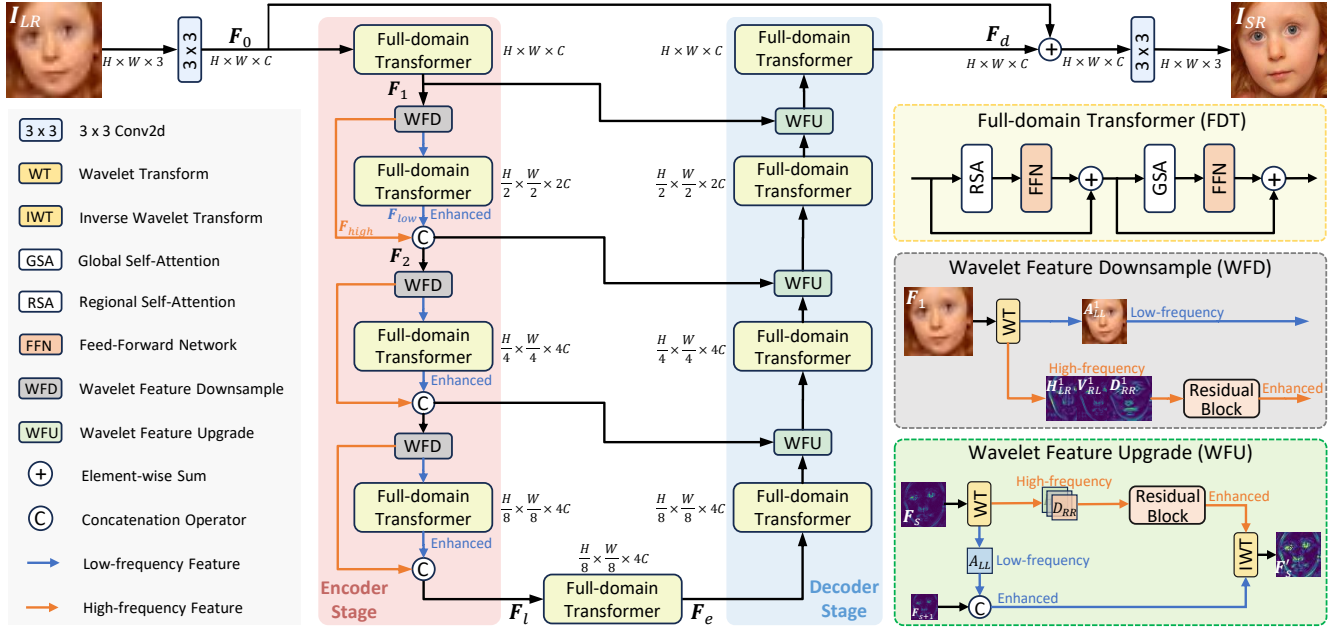 I_LR
H × W × 3
3 x 3
F_0
H × W × C
Full-domain
Transformer
H × W × C
H × W × C
Full-domain
Transformer
F_d
H × W × C
+
H × W × C
3 x 3
H × W × 3
I_SR
F_1
WFD
WFU
Full-domain
Transformer
H/2 × W/2 × 2C
H/2 × W/2 × 2C
Full-domain
Transformer
F_low
Enhanced
F_high
C
F_2
WFD
WFU
Full-domain
Transformer
H/4 × W/4 × 4C
H/4 × W/4 × 4C
Full-domain
Transformer
Enhanced
C
WFD
WFU
Full-domain
Transformer
H/8 × W/8 × 4C
H/8 × W/8 × 4C
Full-domain
Transformer
Enhanced
C
Encoder
Stage
F_l
H/8 × W/8 × 4C
Full-domain
Transformer
F_e
Decoder
Stage
3 x 3
3 x 3 Conv2d
WT
Wavelet Transform
IWT
Inverse Wavelet Transform
GSA
Global Self-Attention
RSA
Regional Self-Attention
FFN
Feed-Forward Network
WFD
Wavelet Feature Downsample
WFU
Wavelet Feature Upgrade
+
Element-wise Sum
C
Concatenation Operator
Low-frequency Feature
High-frequency Feature
Full-domain Transformer (FDT)
RSA
FFN
+
GSA
FFN
+
Wavelet Feature Downsample (WFD)
F_1
WT
A^1_LL
Low-frequency
High-frequency
H^1_LR, V^1_RL, D^1_RR
Residual
Block
Enhanced
Wavelet Feature Upgrade (WFU)
F_s
WT
High-frequency
D_RR
Residual
Block
Enhanced
A_LL
Low-frequency
IWT
F'_s
F_s+1
C
Enhanced